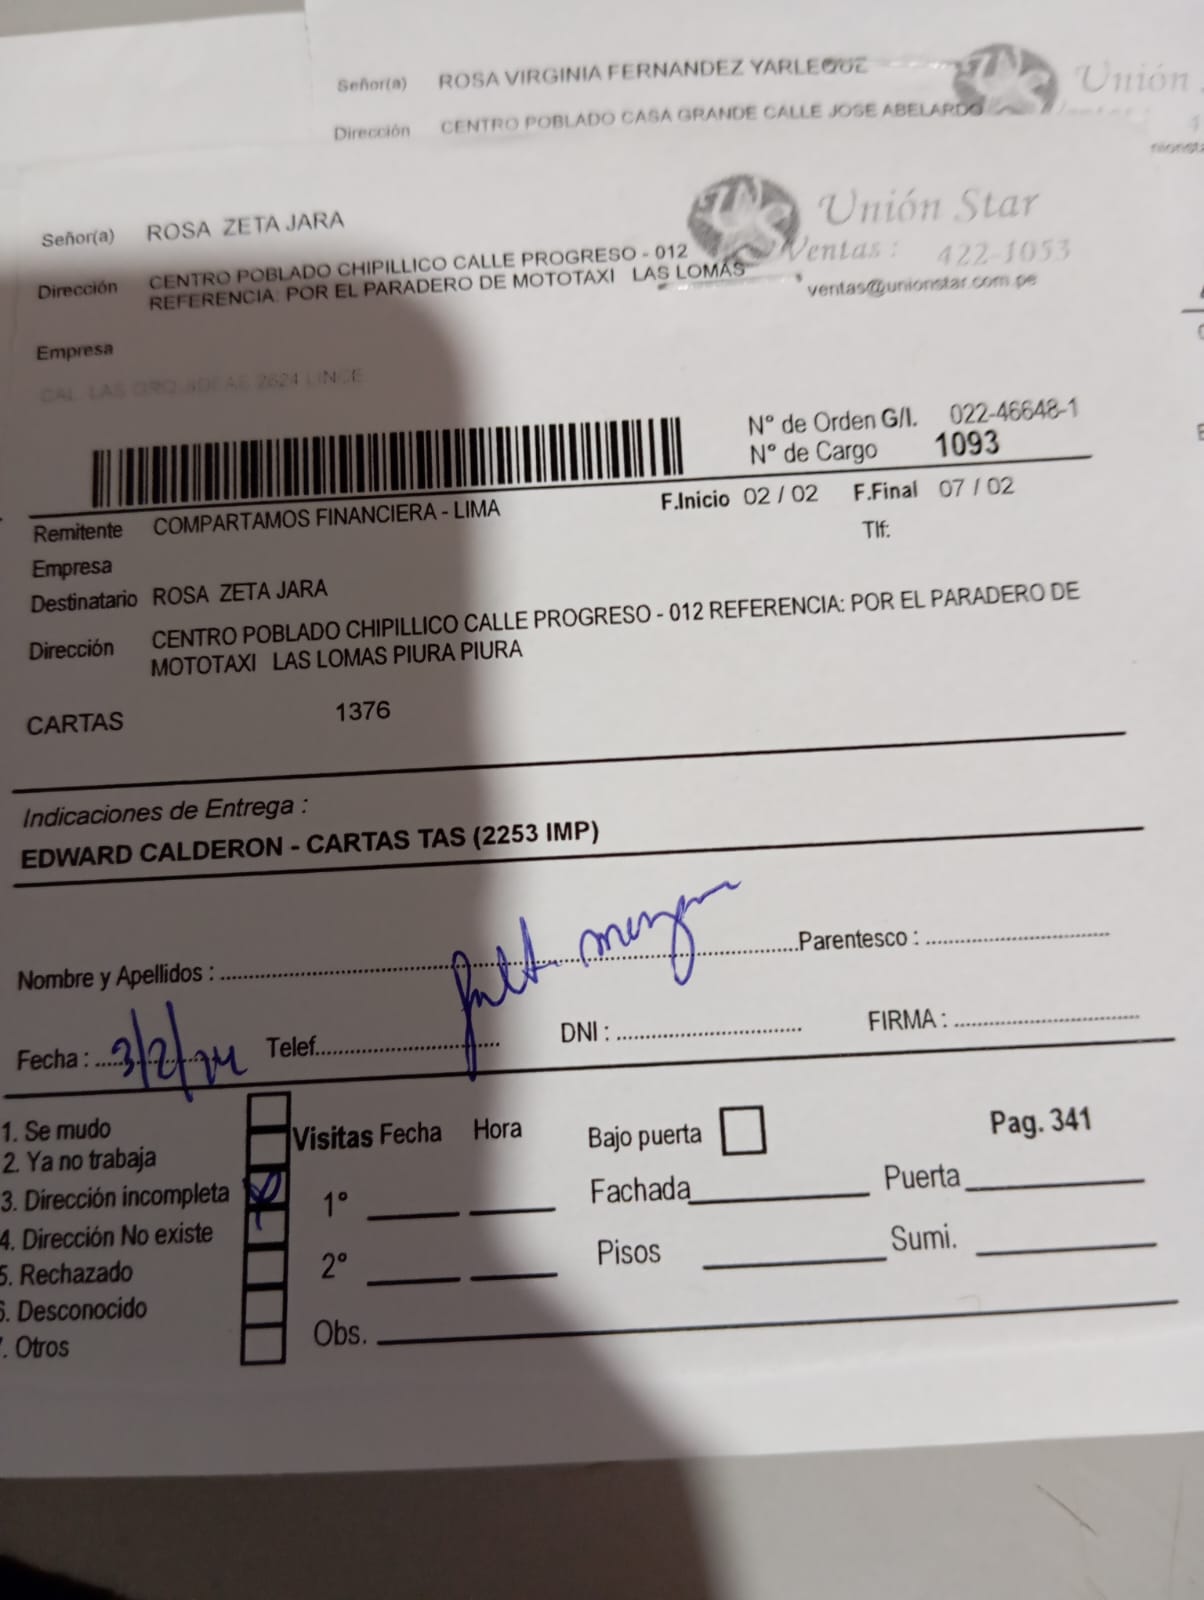 Señor(a) ROSA VIRGINIA FERNANDEZ YARLEQUE
Unión
Dirección CENTRO POBLADO CASA GRANDE CALLE JOSE ABELARDO
Señor(a) ROSA ZETA JARA
Unión Star
Ventas : 422-1053
ventas@unionstar.com.pe
Dirección CENTRO POBLADO CHIPILLICO CALLE PROGRESO - 012
REFERENCIA: POR EL PARADERO DE MOTOTAXI LAS LOMAS
Empresa
CAL. LAS ORQUIDEAS 2624 LINCE
N° de Orden G/I. 022-46648-1
N° de Cargo 1093
F.Inicio 02 / 02 F.Final 07 / 02
Tlf:
Remitente COMPARTAMOS FINANCIERA - LIMA
Empresa
Destinatario ROSA ZETA JARA
Dirección CENTRO POBLADO CHIPILLICO CALLE PROGRESO - 012 REFERENCIA: POR EL PARADERO DE
MOTOTAXI LAS LOMAS PIURA PIURA
CARTAS 1376
Indicaciones de Entrega :
EDWARD CALDERON - CARTAS TAS (2253 IMP)
Nombre y Apellidos : Parentesco :
Fecha : 3/2/24 Telef. DNI : FIRMA :
1. Se mudo
2. Ya no trabaja
3. Dirección incompleta
4. Dirección No existe
5. Rechazado
6. Desconocido
7. Otros
Visitas Fecha Hora
1°
2°
Obs.
Bajo puerta
Pag. 341
Fachada Puerta
Pisos Sumi.